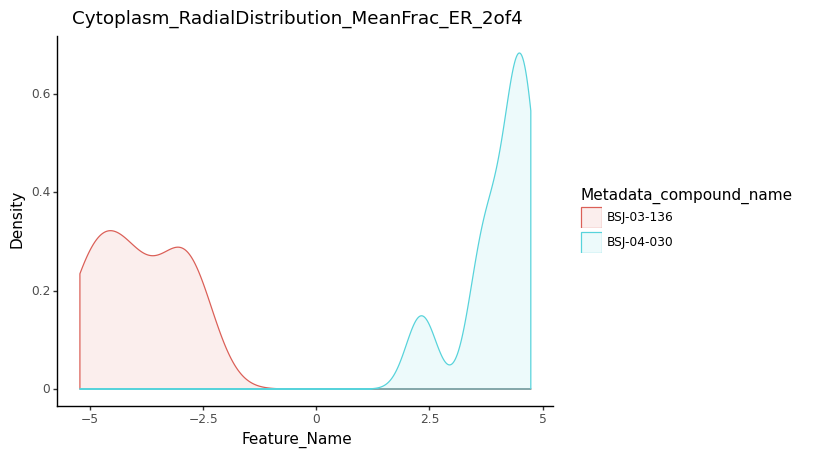 Cytoplasm_RadialDistribution_MeanFrac_ER_2of4
0.6
0.4
0.2
0
Density
−5
−2.5
0
2.5
5
Feature_Name
Metadata_compound_name
BSJ-03-136
BSJ-04-030